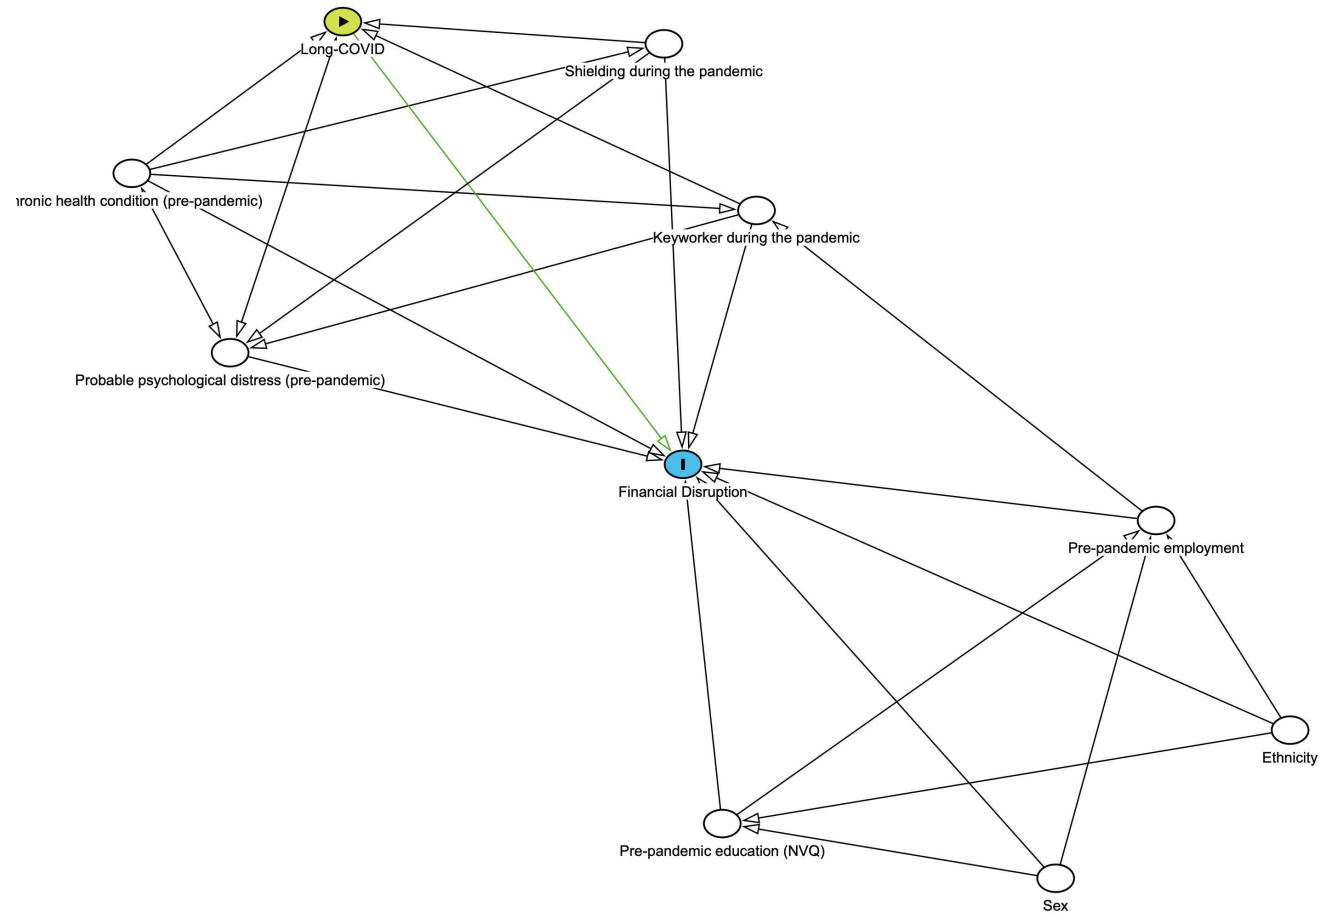 Long-COVID
Shielding during the pandemic
hronic health condition (pre-pandemic)
Keyworker during the pandemic
Probable psychological distress (pre-pandemic)
Financial Disruption
Pre-pandemic employment
Ethnicity
Pre-pandemic education (NVQ)
Sex